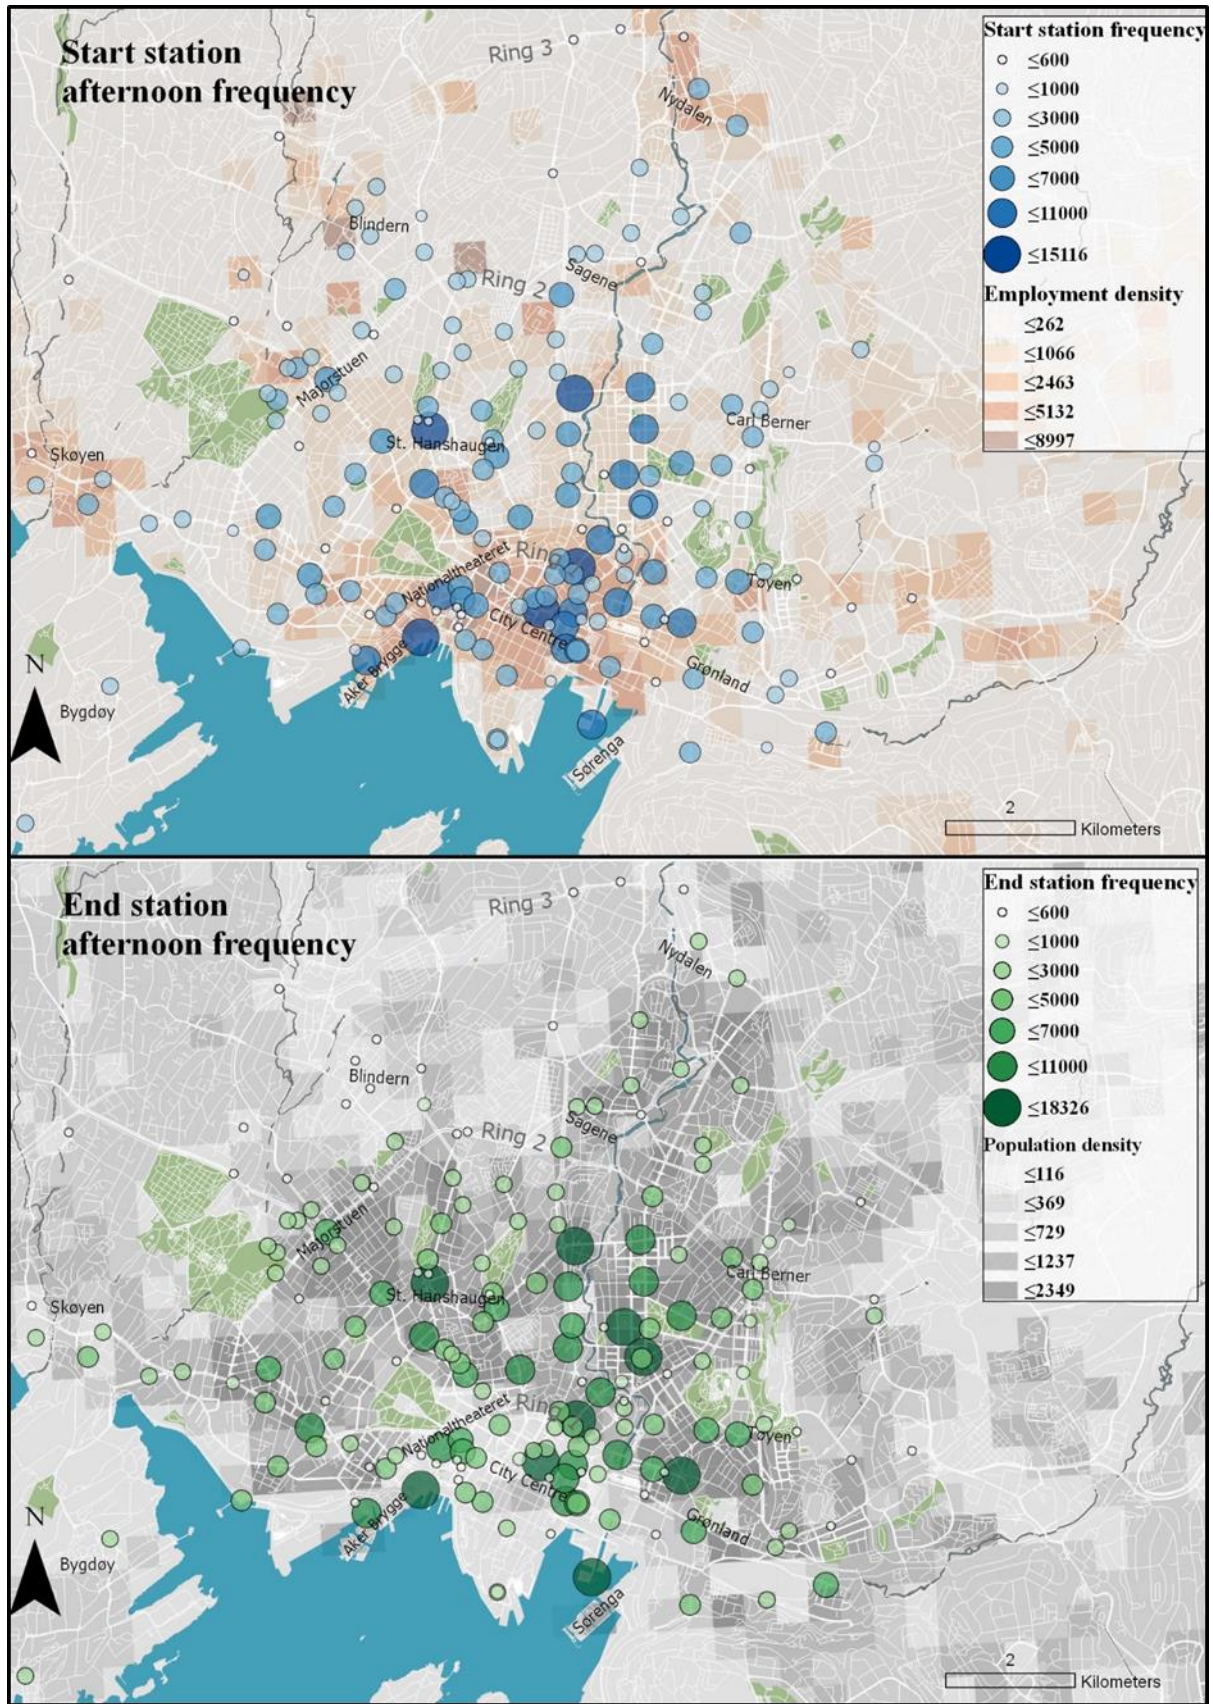 Start station
afternoon frequency
Ring 3
Nydalen
Blindern
Sagene
Ring 2
Majorstuen
Carl Berner
St. Hanshaugen
Skøyen
Nationaltheateret
Ring
Tøyen
City Centre
Aker Brygge
Grønland
N
Bygdøy
Sørenga
2
Kilometers
Start station frequency
≤600
≤1000
≤3000
≤5000
≤7000
≤11000
≤15116
Employment density
≤262
≤1066
≤2463
≤5132
≤8997
End station
afternoon frequency
Ring 3
Nydalen
Blindern
Sagene
Ring 2
Majorstuen
Carl Berner
St. Hanshaugen
Skøyen
Nationaltheateret
Ring
Tøyen
City Centre
Aker Brygge
Grønland
N
Bygdøy
Sørenga
2
Kilometers
End station frequency
≤600
≤1000
≤3000
≤5000
≤7000
≤11000
≤18326
Population density
≤116
≤369
≤729
≤1237
≤2349